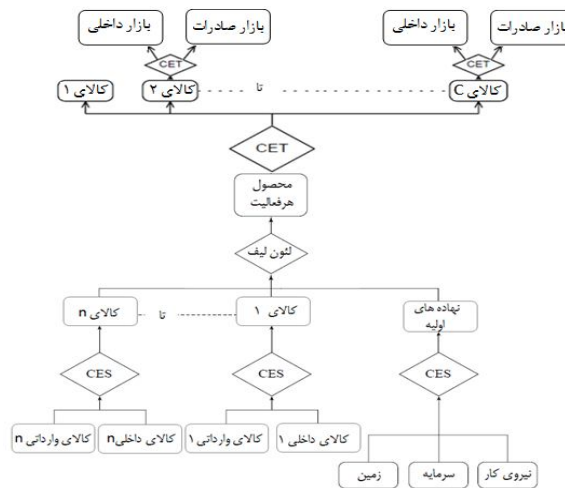 بازار داخلی
بازار صادرات
بازار داخلی
بازار صادرات
CET
CET
کالای ۱
کالای ۲
تا
کالای C
CET
محصول
هرفعالیت
لئون لیف
کالای n
تا
کالای ۱
نهاده های
اولیه
CES
CES
CES
کالای وارداتی n
کالای داخلی n
کالای وارداتی ۱
کالای داخلی ۱
زمین
سرمایه
نیروی کار